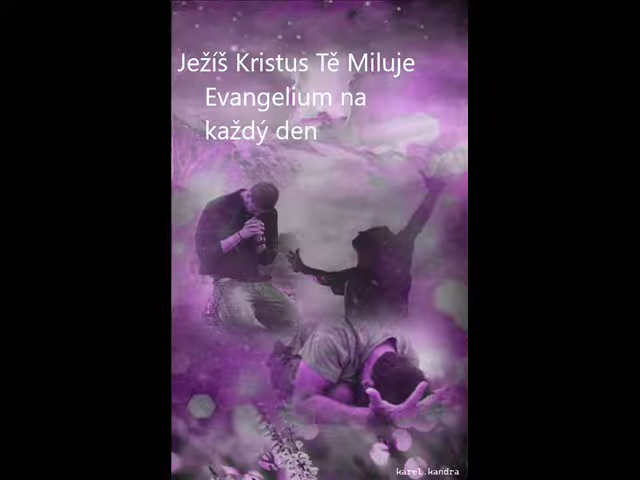 Ježíš Kristus Tě Miluje
Evangelium na
každý den
karel.kandra